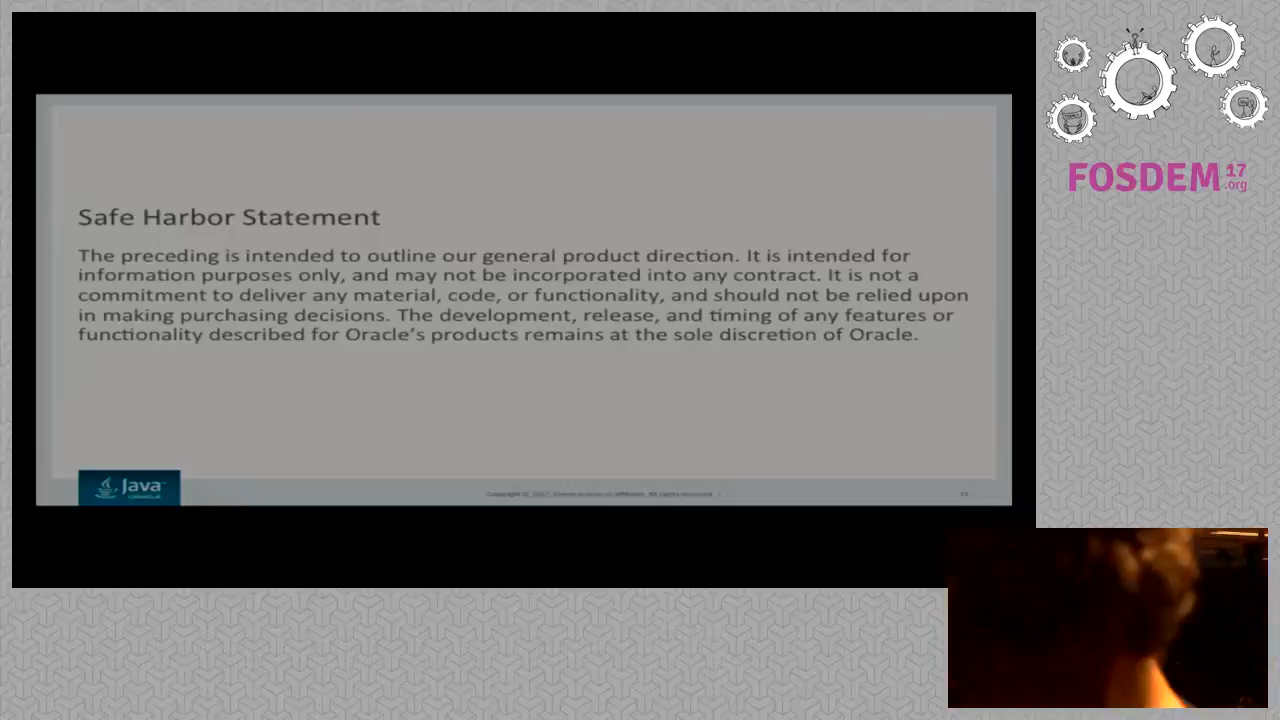 FOSDEM 17
.org
Safe Harbor Statement
The preceding is intended to outline our general product direction. It is intended for
information purposes only, and may not be incorporated into any contract. It is not a
commitment to deliver any material, code, or functionality, and should not be relied upon
in making purchasing decisions. The development, release, and timing of any features or
functionality described for Oracle’s products remains at the sole discretion of Oracle.
Java
ORACLE